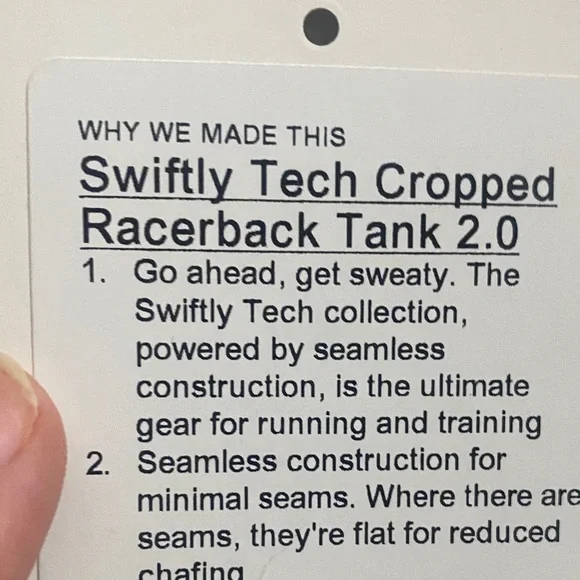 WHY WE MADE THIS
Swiftly Tech Cropped
Racerback Tank 2.0
1. Go ahead, get sweaty. The
Swiftly Tech collection,
powered by seamless
construction, is the ultimate
gear for running and training
2. Seamless construction for
minimal seams. Where there are
seams, they're flat for reduced
chafing